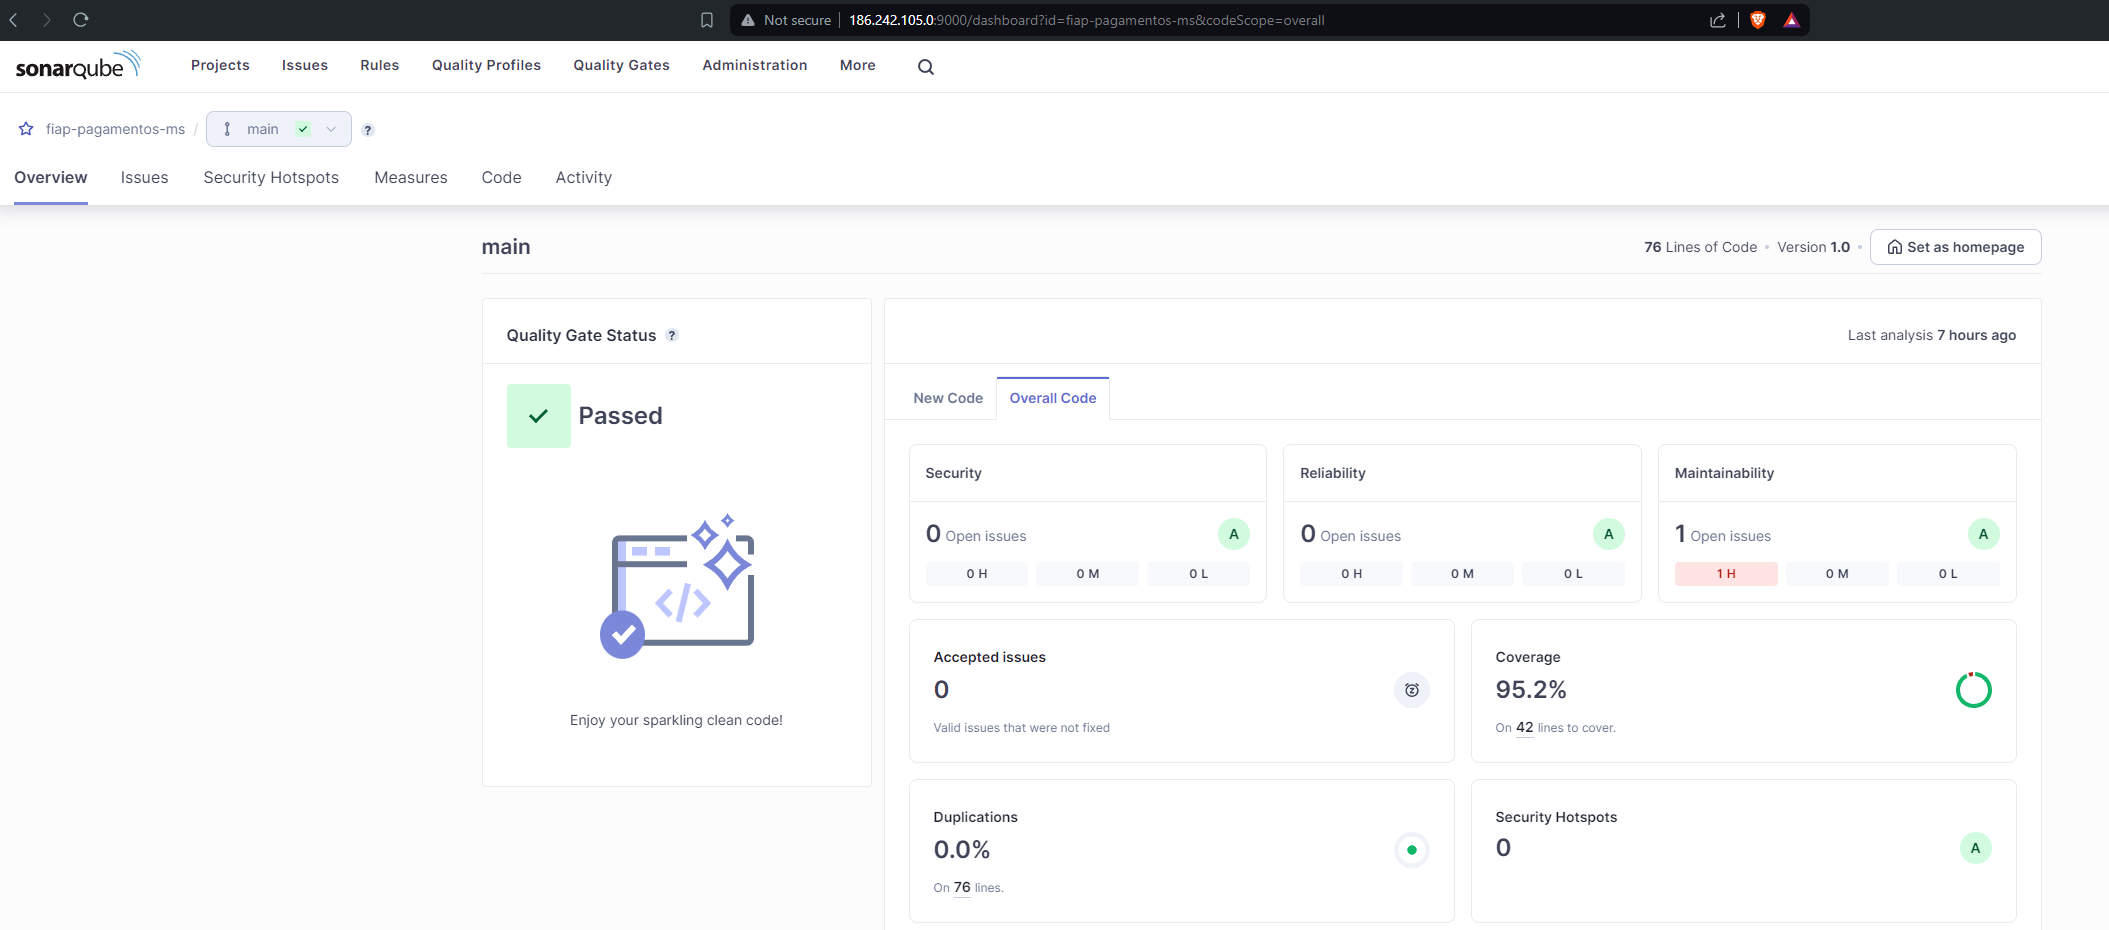 Not secure 186.242.105.0:9000/dashboard?id=fiap-pagamentos-ms&codeScope=overall
sonarqube Projects Issues Rules Quality Profiles Quality Gates Administration More
fiap-pagamentos-ms / main ?
Overview Issues Security Hotspots Measures Code Activity
main 76 Lines of Code • Version 1.0 • Set as homepage
Quality Gate Status ?
Passed
</>
Enjoy your sparkling clean code!
Last analysis 7 hours ago
New Code Overall Code
Security
0 Open issues A
0 H 0 M 0 L
Reliability
0 Open issues A
0 H 0 M 0 L
Maintainability
1 Open issues A
1 H 0 M 0 L
Accepted issues
0
Valid issues that were not fixed
Coverage
95.2%
On 42 lines to cover.
Duplications
0.0%
On 76 lines.
Security Hotspots
0 A